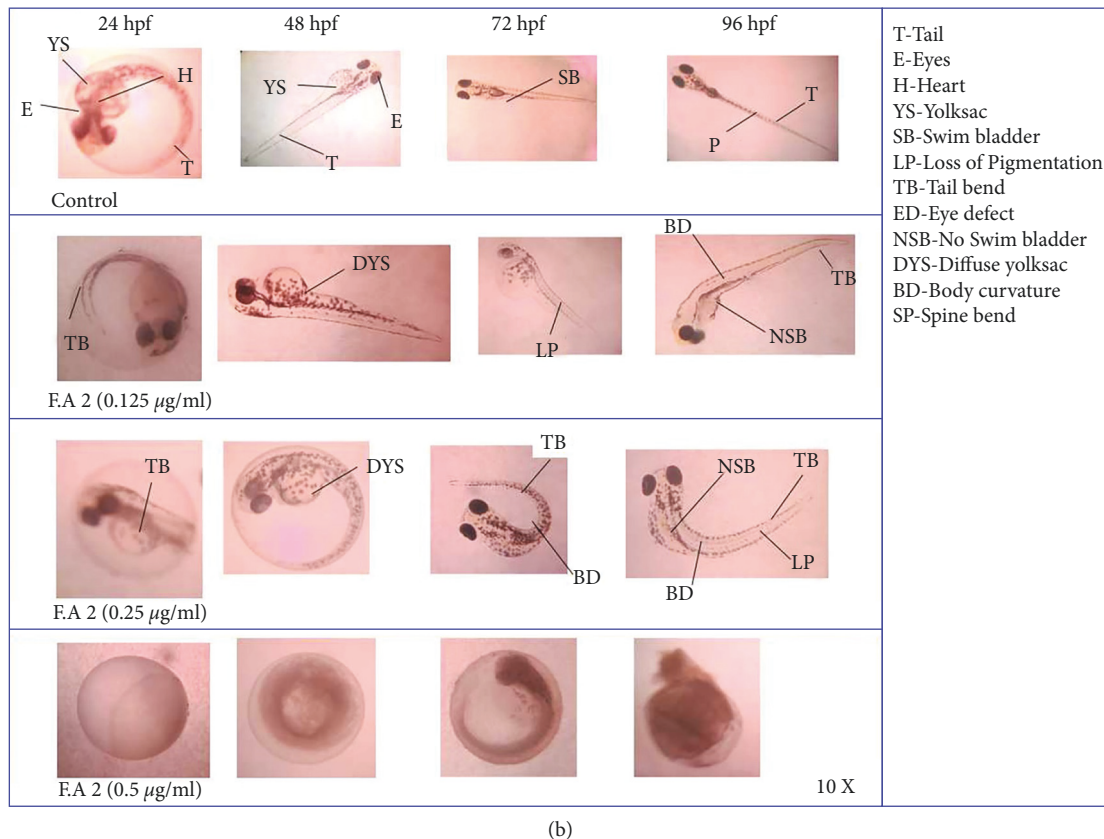 24 hpf 48 hpf 72 hpf 96 hpf
YS
H
E
T
Control
YS
E
T
SB
T
P
TB
F.A 2 (0.125 µg/ml)
DYS
LP
BD
TB
NSB
TB
F.A 2 (0.25 µg/ml)
DYS
TB
BD
NSB
TB
LP
BD
F.A 2 (0.5 µg/ml)
10 X
T-Tail
E-Eyes
H-Heart
YS-Yolksac
SB-Swim bladder
LP-Loss of Pigmentation
TB-Tail bend
ED-Eye defect
NSB-No Swim bladder
DYS-Diffuse yolksac
BD-Body curvature
SP-Spine bend
(b)